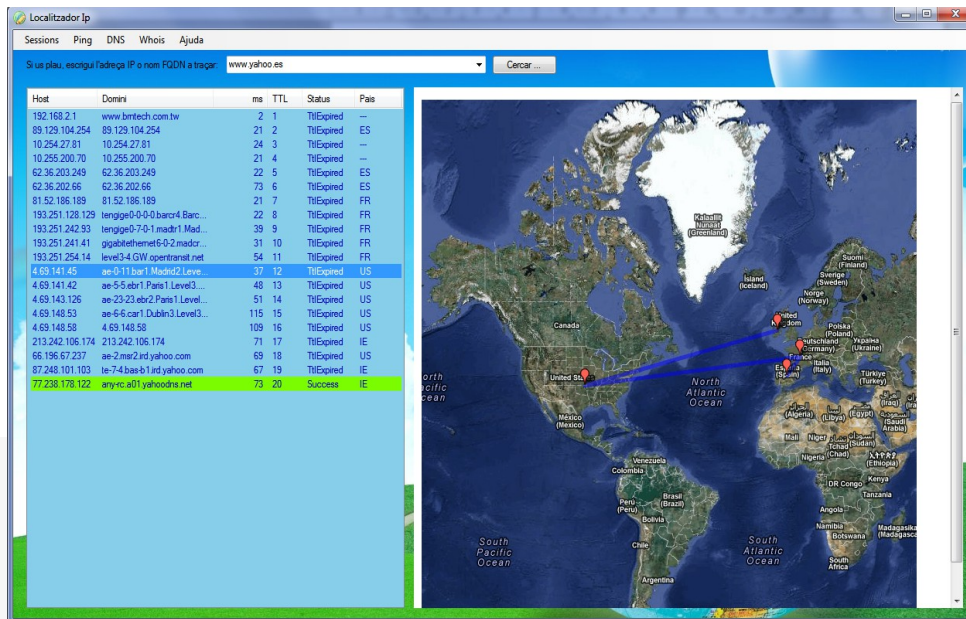 Localitzador Ip
Sessions Ping DNS Whois Ajuda
Si us plau, escrigui l'adreça IP o nom FQDN a traçar: www.yahoo.es Cercar ...
Host Domini ms TTL Status Pais
192.168.2.1 www.bmtech.com.tw 2 1 TtlExpired ---
89.129.104.254 89.129.104.254 21 2 TtlExpired ES
10.254.27.81 10.254.27.81 24 3 TtlExpired ---
10.255.200.70 10.255.200.70 21 4 TtlExpired ---
62.36.203.249 62.36.203.249 22 5 TtlExpired ES
62.36.202.66 62.36.202.66 73 6 TtlExpired ES
81.52.186.189 81.52.186.189 21 7 TtlExpired FR
193.251.128.129 tengige0-0-0-0.barcr4.Barc... 22 8 TtlExpired FR
193.251.242.93 tengige0-7-0-1.madtr1.Mad... 39 9 TtlExpired FR
193.251.241.41 gigabitethernet6-0-2.madcr... 31 10 TtlExpired FR
193.251.254.14 level3-4.GW.opentransit.net 54 11 TtlExpired FR
4.69.141.45 ae-0-11.bar1.Madrid2.Leve... 37 12 TtlExpired US
4.69.141.42 ae-5-5.ebr1.Paris1.Level3.... 48 13 TtlExpired US
4.69.143.126 ae-23-23.ebr2.Paris1.Level... 51 14 TtlExpired US
4.69.148.53 ae-6-6.car1.Dublin3.Level3... 115 15 TtlExpired US
4.69.148.58 4.69.148.58 109 16 TtlExpired US
213.242.106.174 213.242.106.174 71 17 TtlExpired IE
66.196.67.237 ae-2.msr2.ird.yahoo.com 69 18 TtlExpired US
87.248.101.103 te-7-4.bas-b1.ird.yahoo.com 67 19 TtlExpired IE
77.238.178.122 any-rc.a01.yahoodns.net 73 20 Success IE
Kalaallit
Nunaat
(Greenland)
Suomi
(Finland)
Ísland
(Iceland)
Sverige
(Sweden)
Norge
(Norway)
United
Kingdom
Canada
Polska
(Poland)
Deutschland
(Germany)
Україна
(Ukraine)
France
Italia
(Italy)
España
(Spain)
Türkiye
(Turkey)
North
Atlantic
Ocean
United States
México
(Mexico)
(Algeria)
(Libya)
(Egypt)
(Saudi
Arabia)
Mali
Niger
(Sudan)
Tchad
(Chad)
Nigeria
(Ethiopia)
Venezuela
Colombia
DR Congo
Kenya
Tanzania
Perú
(Peru)
Brasil
(Brazil)
Bolivia
Angola
Namibia
Botswana
South
Pacific
Ocean
Chile
South
Atlantic
Ocean
South
Africa
Argentina